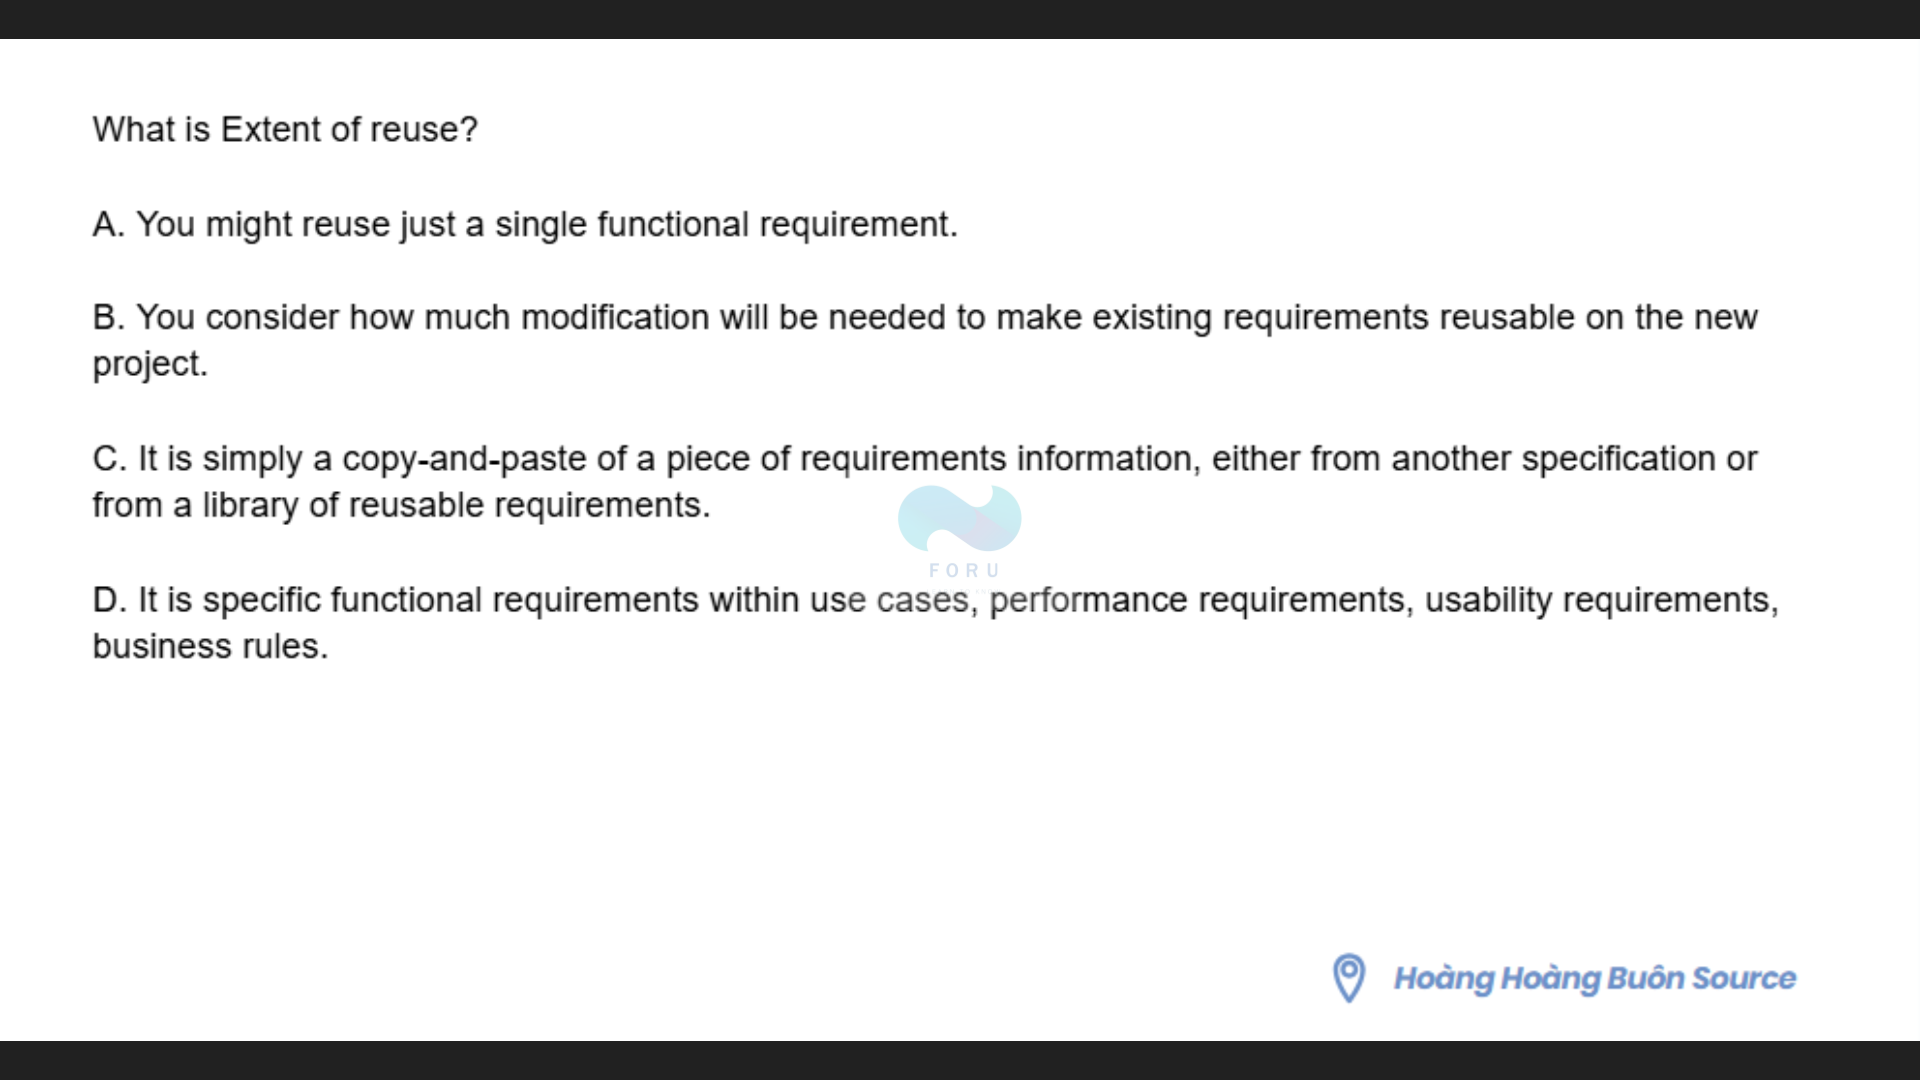 What is Extent of reuse?
A. You might reuse just a single functional requirement.
B. You consider how much modification will be needed to make existing requirements reusable on the new
project.
C. It is simply a copy-and-paste of a piece of requirements information, either from another specification or
from a library of reusable requirements.
FORU
D. It is specific functional requirements within use cases, performance requirements, usability requirements,
business rules.
Hoàng Hoàng Buôn Source